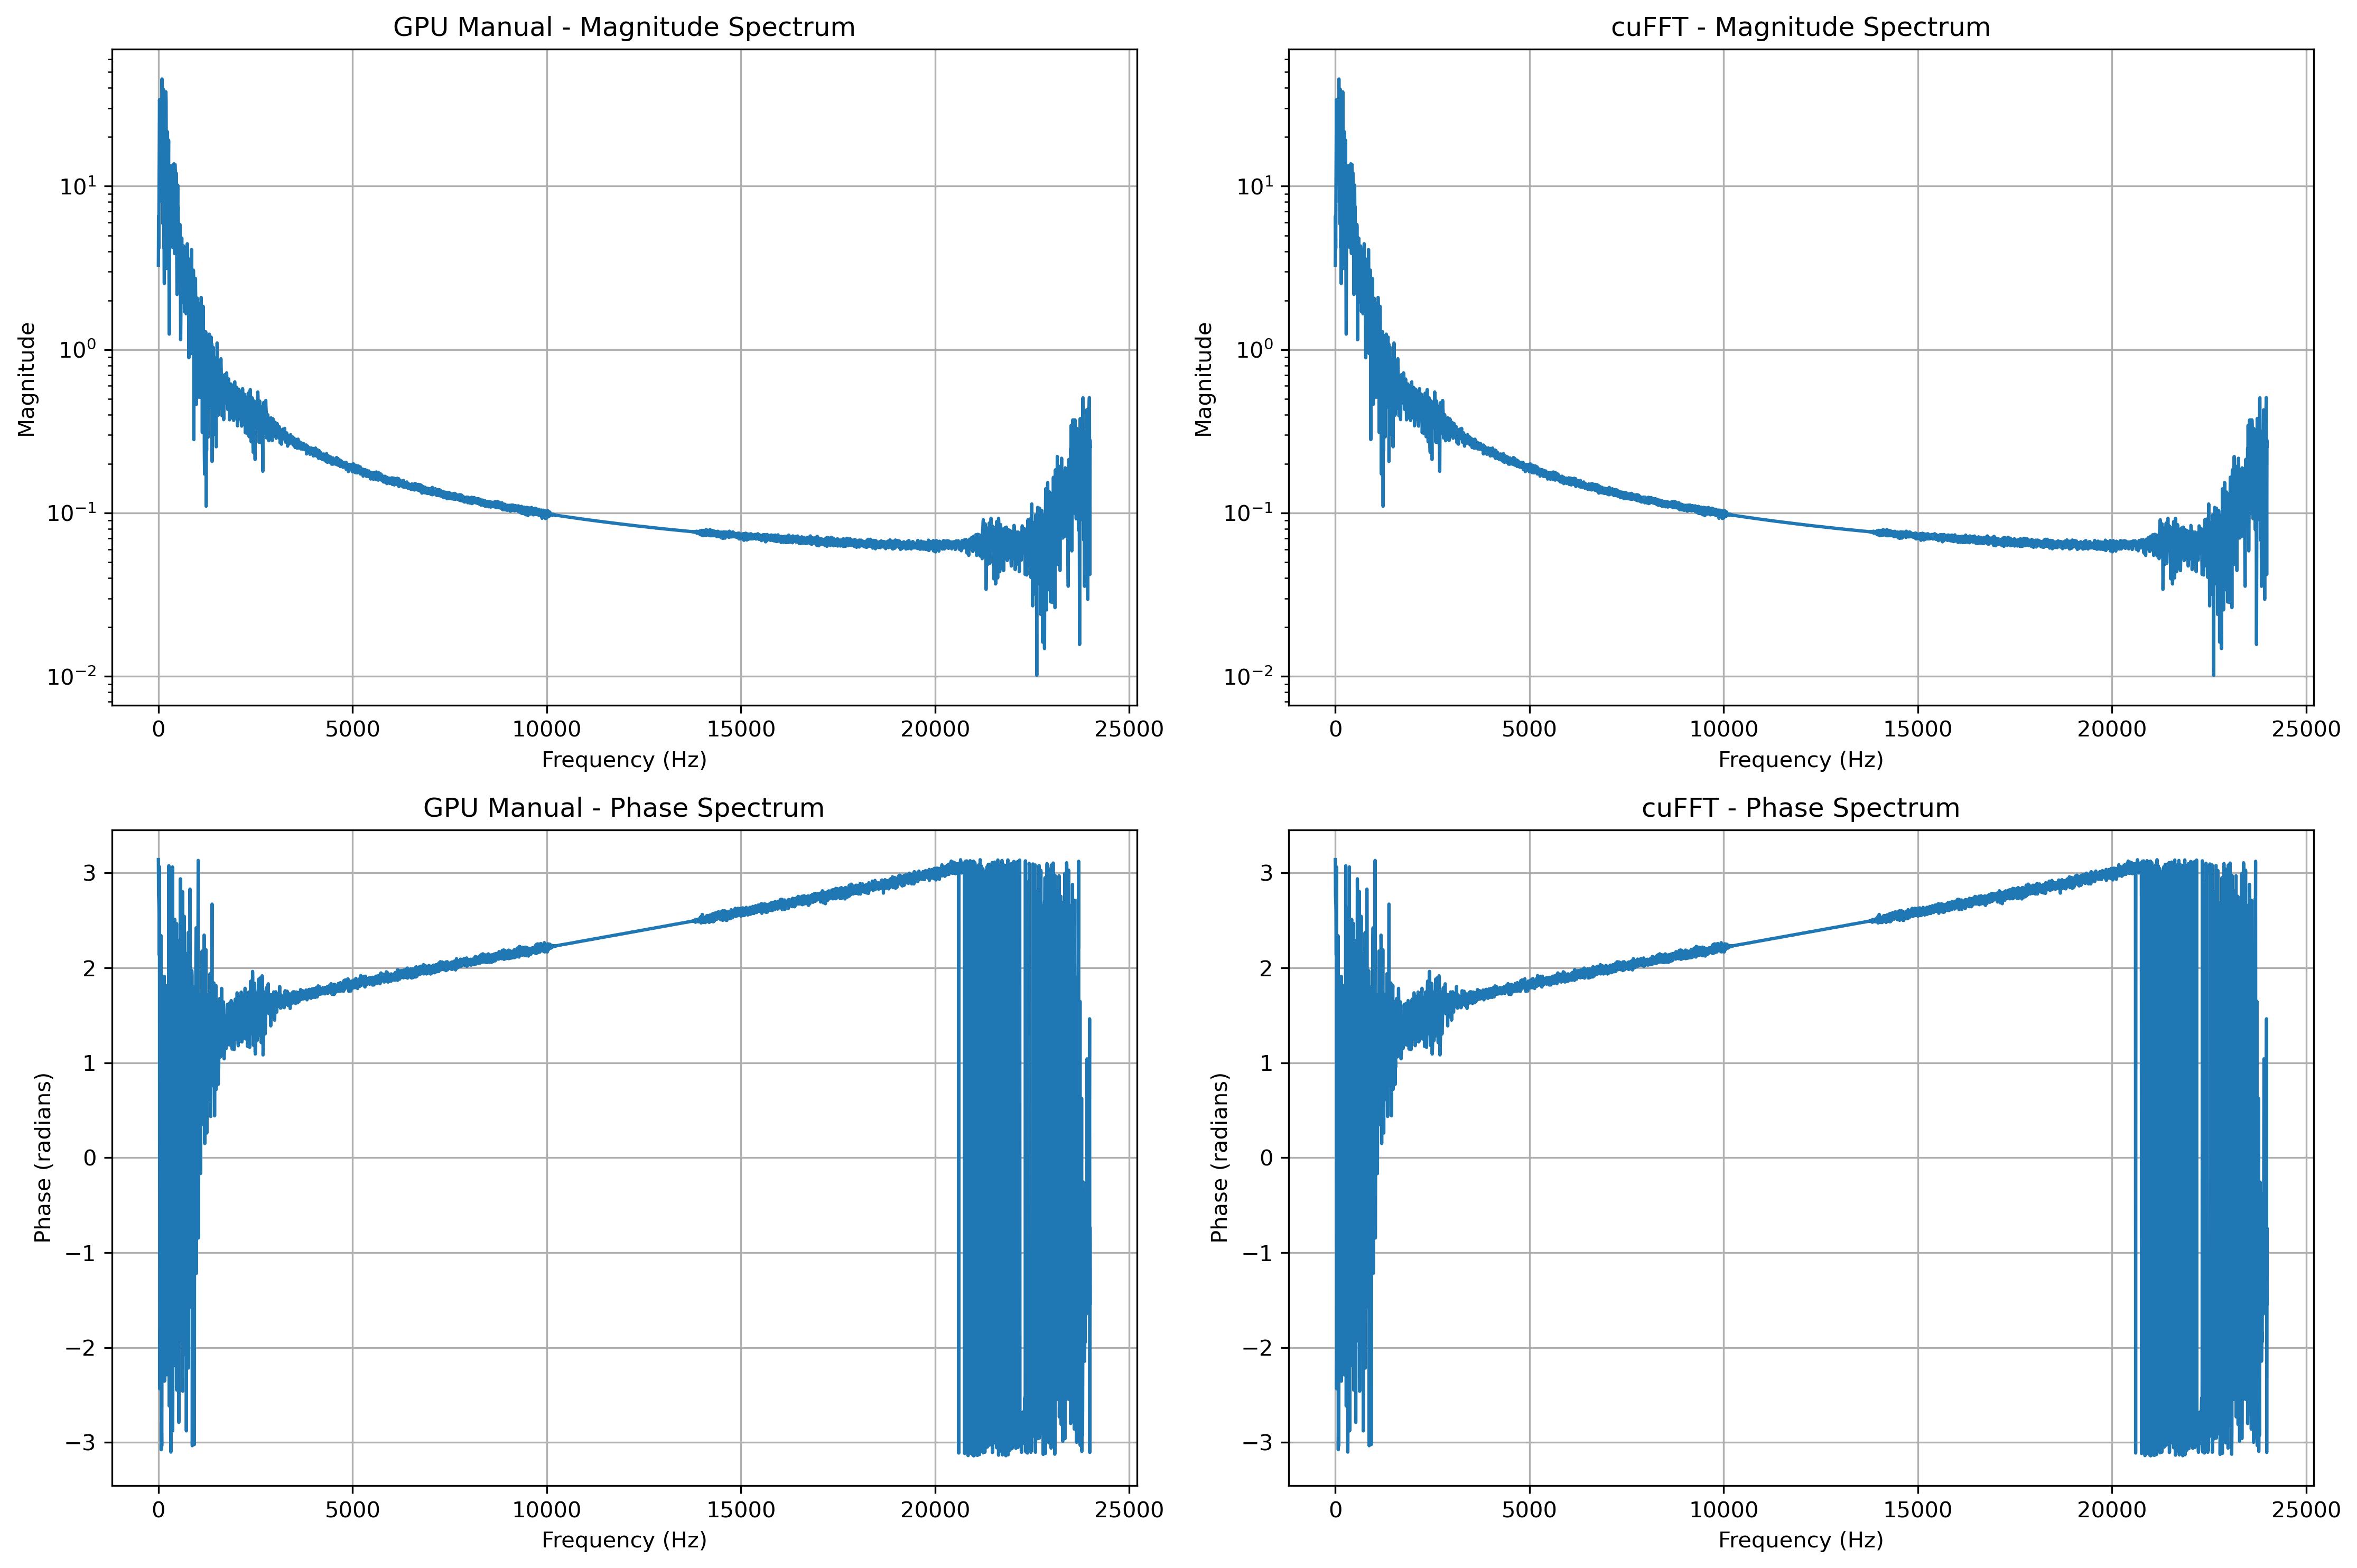 GPU Manual - Magnitude Spectrum
Magnitude
10¹
10⁰
10⁻¹
10⁻²
0 5000 10000 15000 20000 25000
Frequency (Hz)
cuFFT - Magnitude Spectrum
Magnitude
10¹
10⁰
10⁻¹
10⁻²
0 5000 10000 15000 20000 25000
Frequency (Hz)
GPU Manual - Phase Spectrum
Phase (radians)
3
2
1
0
−1
−2
−3
0 5000 10000 15000 20000 25000
Frequency (Hz)
cuFFT - Phase Spectrum
Phase (radians)
3
2
1
0
−1
−2
−3
0 5000 10000 15000 20000 25000
Frequency (Hz)